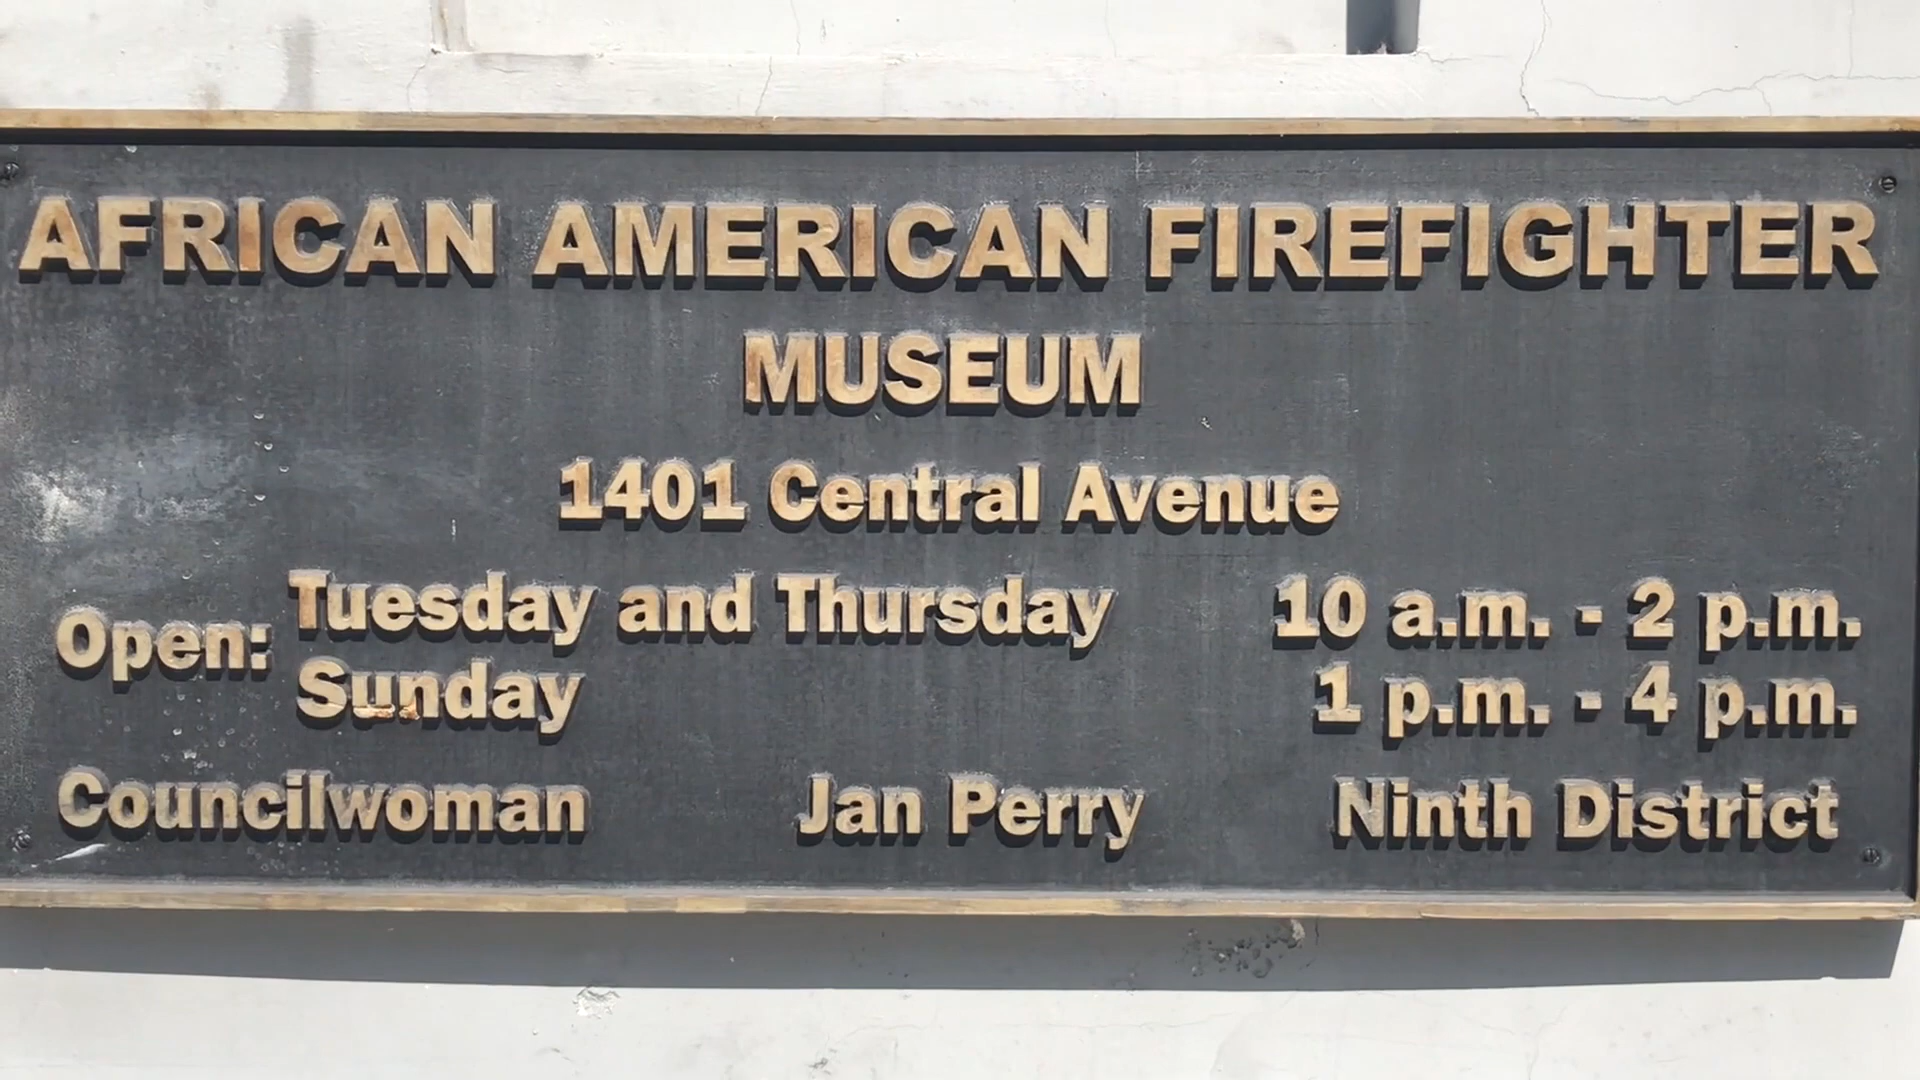 AFRICAN AMERICAN FIREFIGHTER
MUSEUM
1401 Central Avenue
Open: Tuesday and Thursday 10 a.m. - 2 p.m.
Sunday 1 p.m. - 4 p.m.
Councilwoman Jan Perry Ninth District